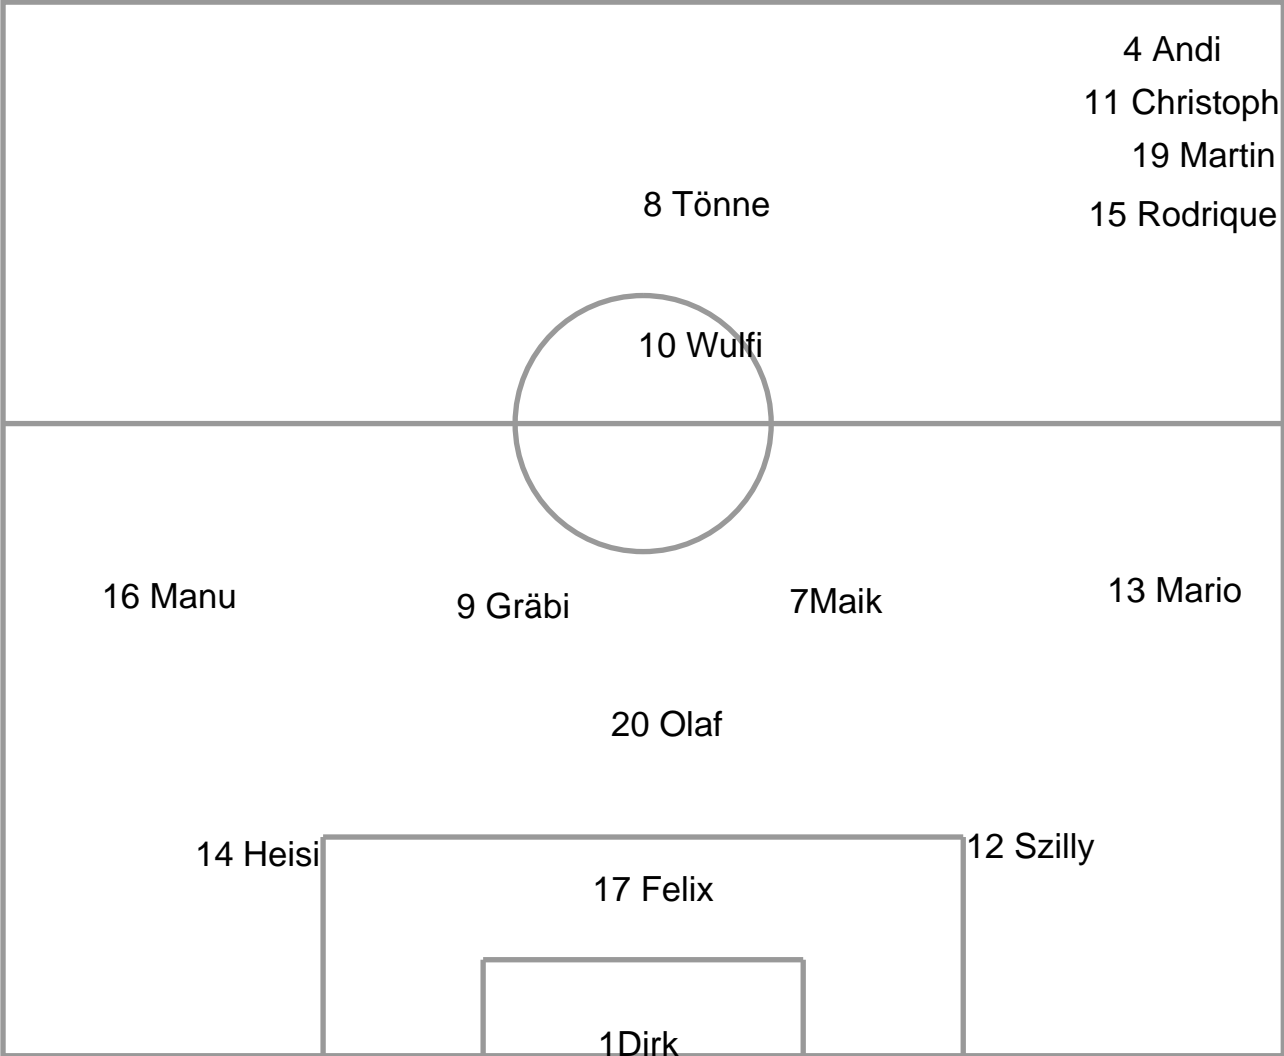 4 Andi
11 Christoph
19 Martin
8 Tönne
15 Rodrique
10 Wulfi
16 Manu
9 Gräbi
7Maik
13 Mario
20 Olaf
14 Heisi
12 Szilly
17 Felix
1Dirk